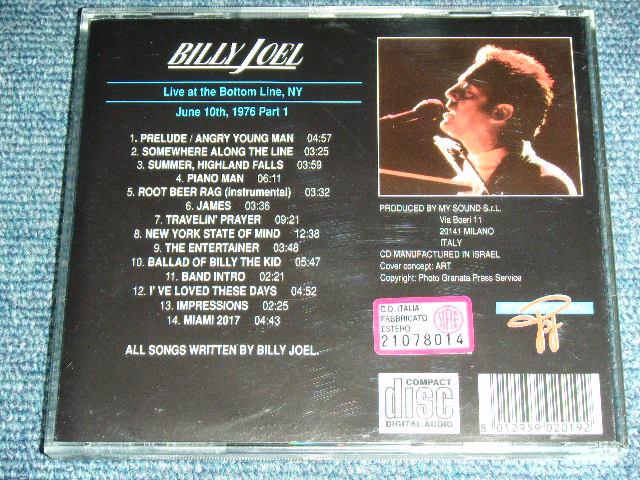 BILLY JOEL
Live at the Bottom Line, NY
June 10th, 1976 Part 1
1. PRELUDE / ANGRY YOUNG MAN 04:57
2. SOMEWHERE ALONG THE LINE 03:25
3. SUMMER, HIGHLAND FALLS 03:59
4. PIANO MAN 06:11
5. ROOT BEER RAG (instrumental) 03:32
6. JAMES 03:36
7. TRAVELIN' PRAYER 09:21
8. NEW YORK STATE OF MIND 12:38
9. THE ENTERTAINER 03:48
10. BALLAD OF BILLY THE KID 05:47
11. BAND INTRO 02:21
12. I'VE LOVED THESE DAYS 04:52
13. IMPRESSIONS 02:25
14. MIAMI 2017 04:43
ALL SONGS WRITTEN BY BILLY JOEL.
PRODUCED BY MY SOUND S.r.L.
Via Boeri 11
20141 MILANO
ITALY
CD MANUFACTURED IN ISRAEL
Cover concept: ART
Copyright: Photo Granata Press Service
C.D. ITALIA
FABBRICATO
ESTERO
SIAE
21078014
COMPACT
disc
DIGITAL AUDIO
8 012959 020192